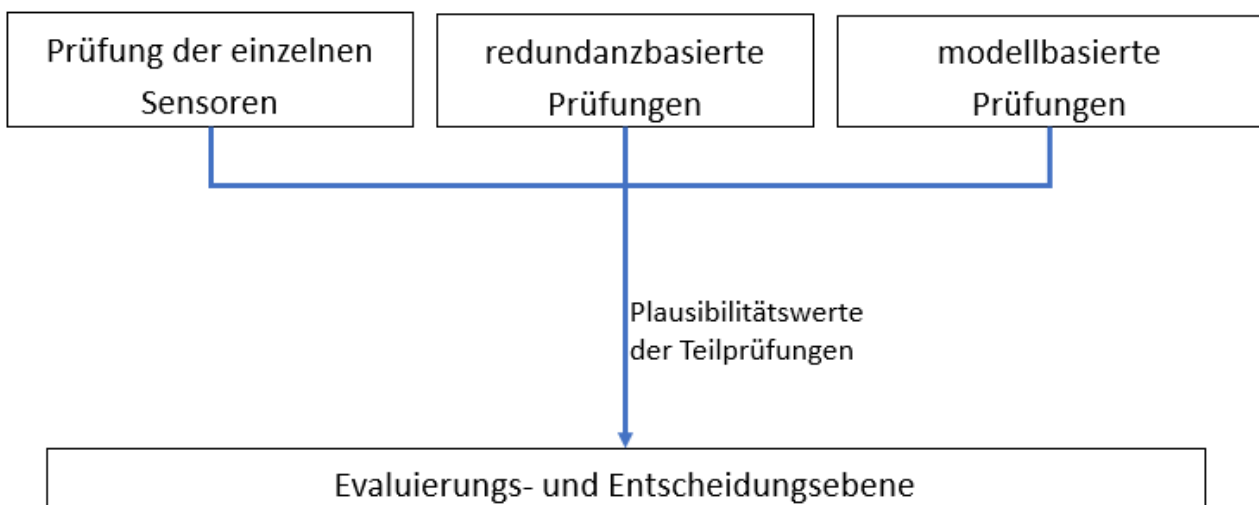 Prüfung der einzelnen
Sensoren
redundanzbasierte
Prüfungen
modellbasierte
Prüfungen
Plausibilitätswerte
der Teilprüfungen
Evaluierungs- und Entscheidungsebene